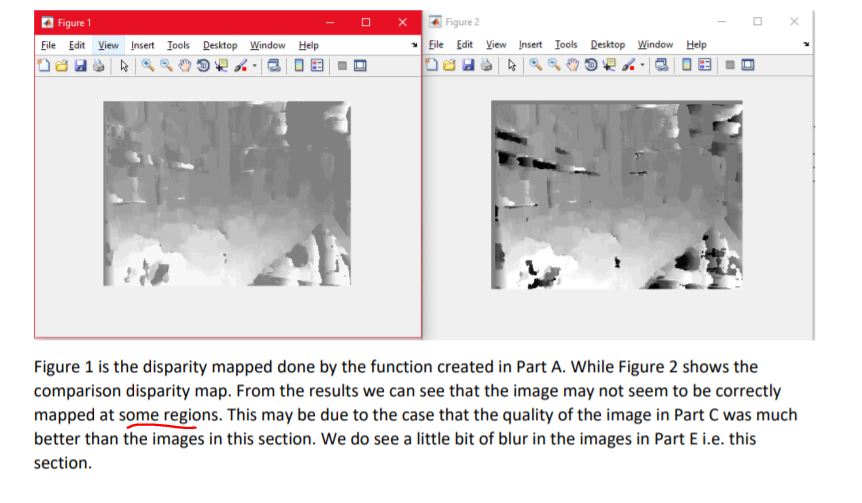 Figure 1
Figure 2
File Edit View Insert Tools Desktop Window Help
File Edit View Insert Tools Desktop Window Help
Figure 1 is the disparity mapped done by the function created in Part A. While Figure 2 shows the
comparison disparity map. From the results we can see that the image may not seem to be correctly
mapped at some regions. This may be due to the case that the quality of the image in Part C was much
better than the images in this section. We do see a little bit of blur in the images in Part E i.e. this
section.